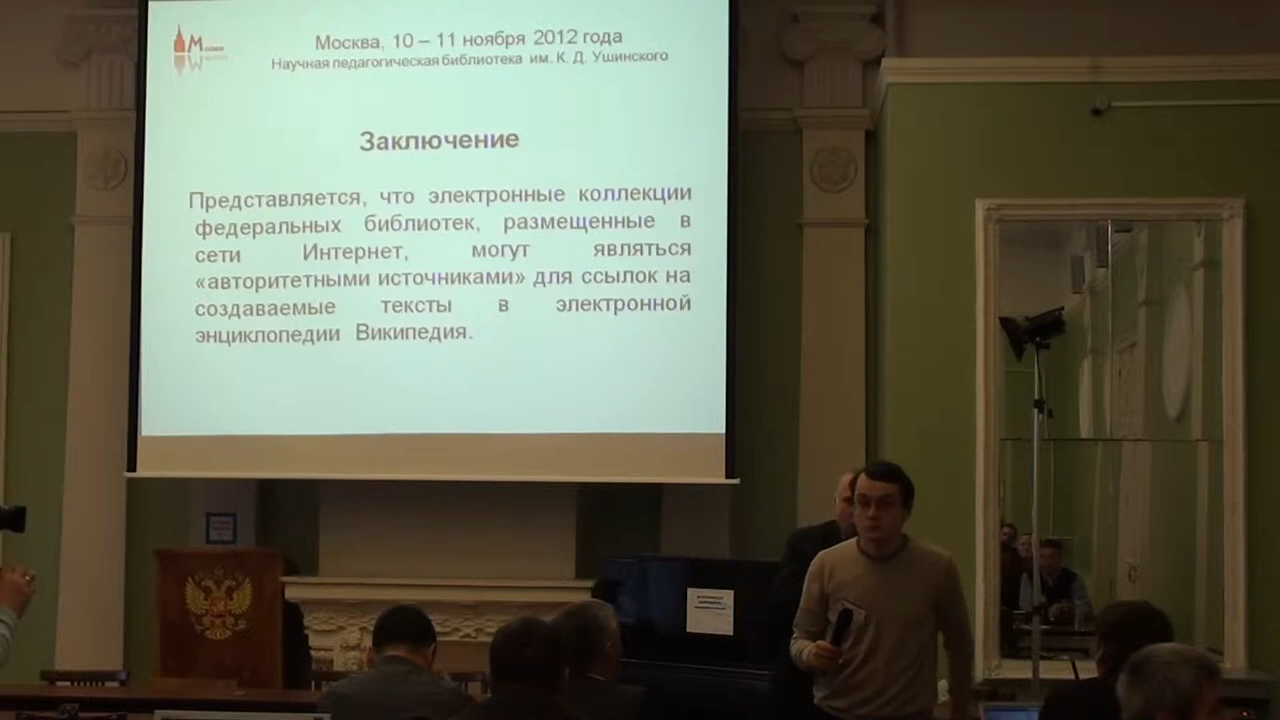 Москва, 10 – 11 ноября 2012 года
Научная педагогическая библиотека им. К. Д. Ушинского
Заключение
Представляется, что электронные коллекции
федеральных библиотек, размещенные в
сети Интернет, могут являться
«авторитетными источниками» для ссылок на
создаваемые тексты в электронной
энциклопедии Википедия.